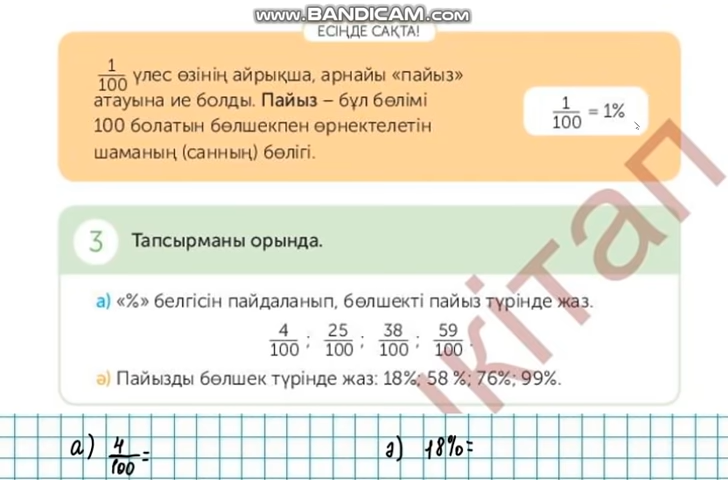 WWW.BANDICAM.COM
ЕСІҢДЕ САҚТА!
1/100 үлес өзінің айрықша, арнайы «пайыз»
атауына ие болды. Пайыз – бұл бөлімі
100 болатын бөлшекпен өрнектелетін
шаманың (санның) бөлігі.
1/100 = 1%
3 Тапсырманы орында.
а) «%» белгісін пайдаланып, бөлшекті пайыз түрінде жаз.
4/100 ; 25/100 ; 38/100 ; 59/100 .
ә) Пайызды бөлшек түрінде жаз: 18%; 58 %; 76%; 99%.
ікітап
а) 4/100 =
ә) 18% =